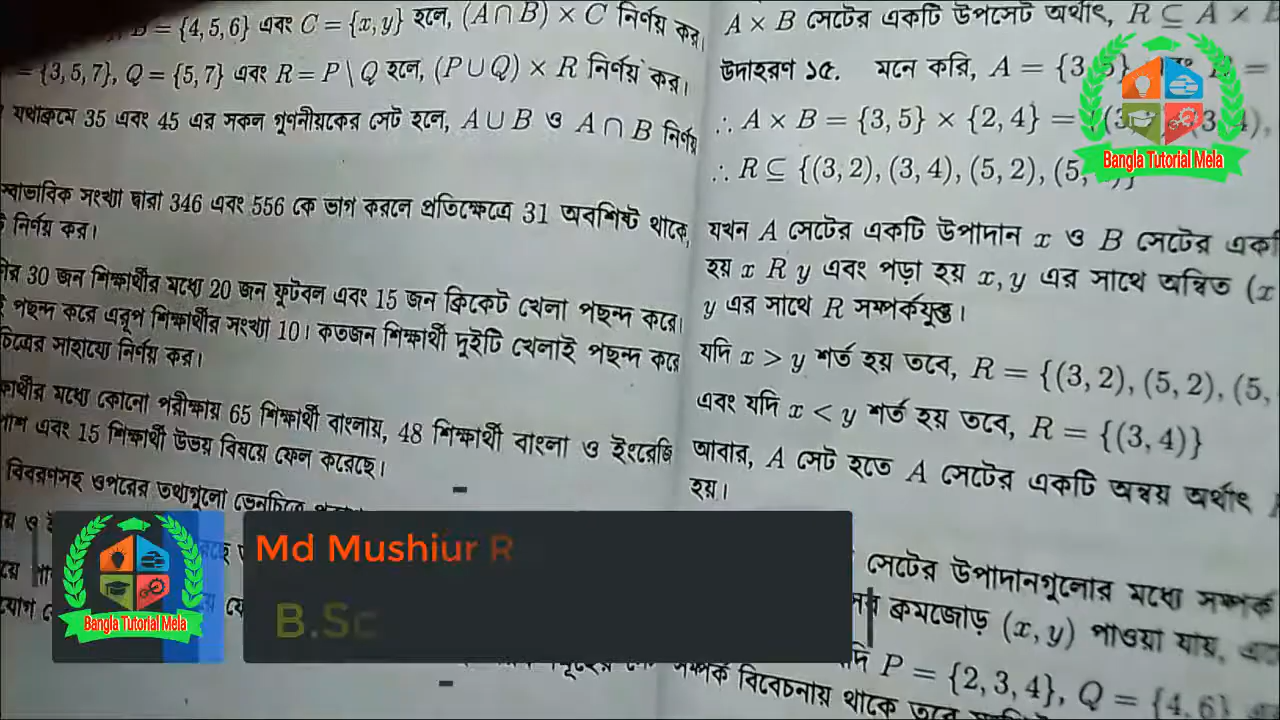 = {4, 5, 6} এবং C = {x, y} হলে, (A ∩ B) × C নির্ণয় কর।
= {3, 5, 7}, Q = {5, 7} এবং R = P \ Q হলে, (P ∪ Q) × R নির্ণয় কর।
যথাক্রমে 35 এবং 45 এর সকল গুণনীয়কের সেট হলে, A ∪ B ও A ∩ B নির্ণয়
স্বাভাবিক সংখ্যা দ্বারা 346 এবং 556 কে ভাগ করলে প্রতিক্ষেত্রে 31 অবশিষ্ট থাকে,
নির্ণয় কর।
30 জন শিক্ষার্থীর মধ্যে 20 জন ফুটবল এবং 15 জন ক্রিকেট খেলা পছন্দ করে।
পছন্দ করে এরূপ শিক্ষার্থীর সংখ্যা 10। কতজন শিক্ষার্থী দুইটি খেলাই পছন্দ করে
চিত্রের সাহায্যে নির্ণয় কর।
মধ্যে কোনো পরীক্ষায় 65 শিক্ষার্থী বাংলায়, 48 শিক্ষার্থী বাংলা ও ইংরেজি
পাশ এবং 15 শিক্ষার্থী উভয় বিষয়ে ফেল করেছে।
বিবরণসহ ওপরের তথ্যগুলো ভেনচিত্রে
A × B সেটের একটি উপসেট অর্থাৎ, R ⊆ A ×
উদাহরণ ১৫. মনে করি, A = {3, 5}
∴ A × B = {3, 5} × {2, 4} =
∴ R ⊆ {(3, 2), (3, 4), (5, 2), (5,
যখন A সেটের একটি উপাদান x ও B সেটের
হয় x R y এবং পড়া হয় x, y এর সাথে অন্বিত (x
y এর সাথে R সম্পর্কযুক্ত।
যদি x > y শর্ত হয় তবে, R = {(3, 2), (5, 2), (5,
এবং যদি x < y শর্ত হয় তবে, R = {(3, 4)}
আবার, A সেট হতে A সেটের একটি অন্বয় অর্থাৎ
হয়।
সেটের উপাদানগুলোর মধ্যে সম্পর্ক
ক্রমজোড় (x, y) পাওয়া যায়,
P = {2, 3, 4}, Q = {4, 6}
সম্পর্ক বিবেচনায় থাকে তবে
Bangla Tutorial Mela
Md Mushiur R
B.Sc
Bangla Tutorial Mela